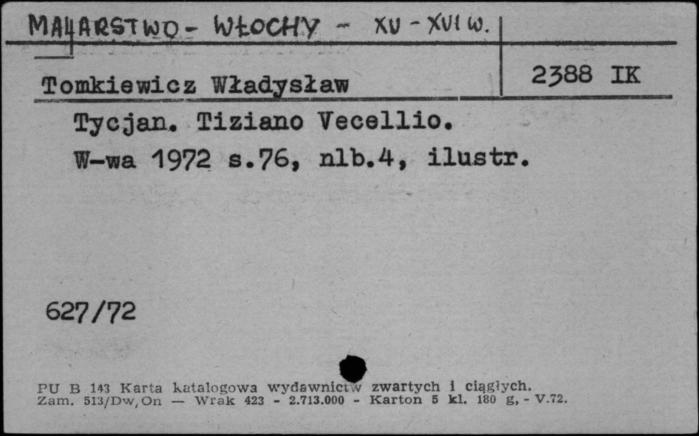 MALARSTWO - WŁOCHY - XV - XVI w.
Tomkiewicz Władysław
2388 IK
Tycjan. Tiziano Vecellio.
W-wa 1972 s.76, nlb.4, ilustr.
627/72
PU B 143 Karta katalogowa wydawnictw zwartych i ciągłych.
Zam. 513/Dw,On — Wrak 423 - 2.713.000 - Karton 5 kl. 180 g, - V.72.